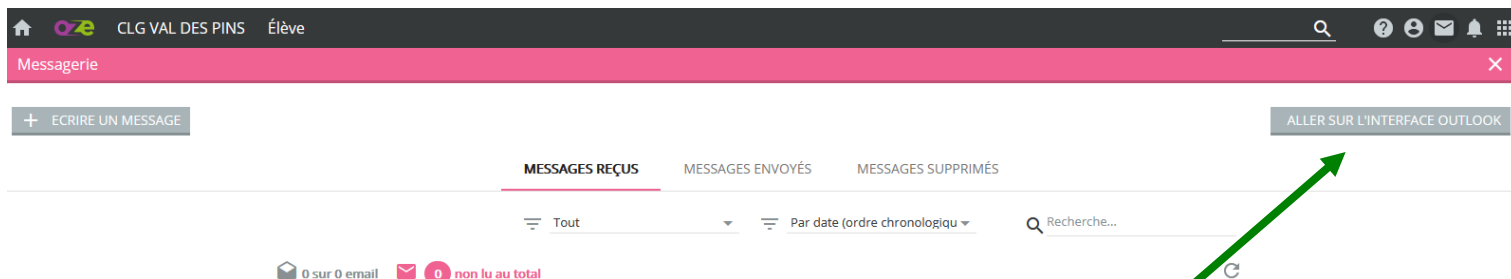 oze CLG VAL DES PINS Élève
Messagerie
+ ECRIRE UN MESSAGE ALLER SUR L'INTERFACE OUTLOOK
MESSAGES REÇUS MESSAGES ENVOYÉS MESSAGES SUPPRIMÉS
Tout Par date (ordre chronologiqu Recherche...
0 sur 0 email 0 non lu au total